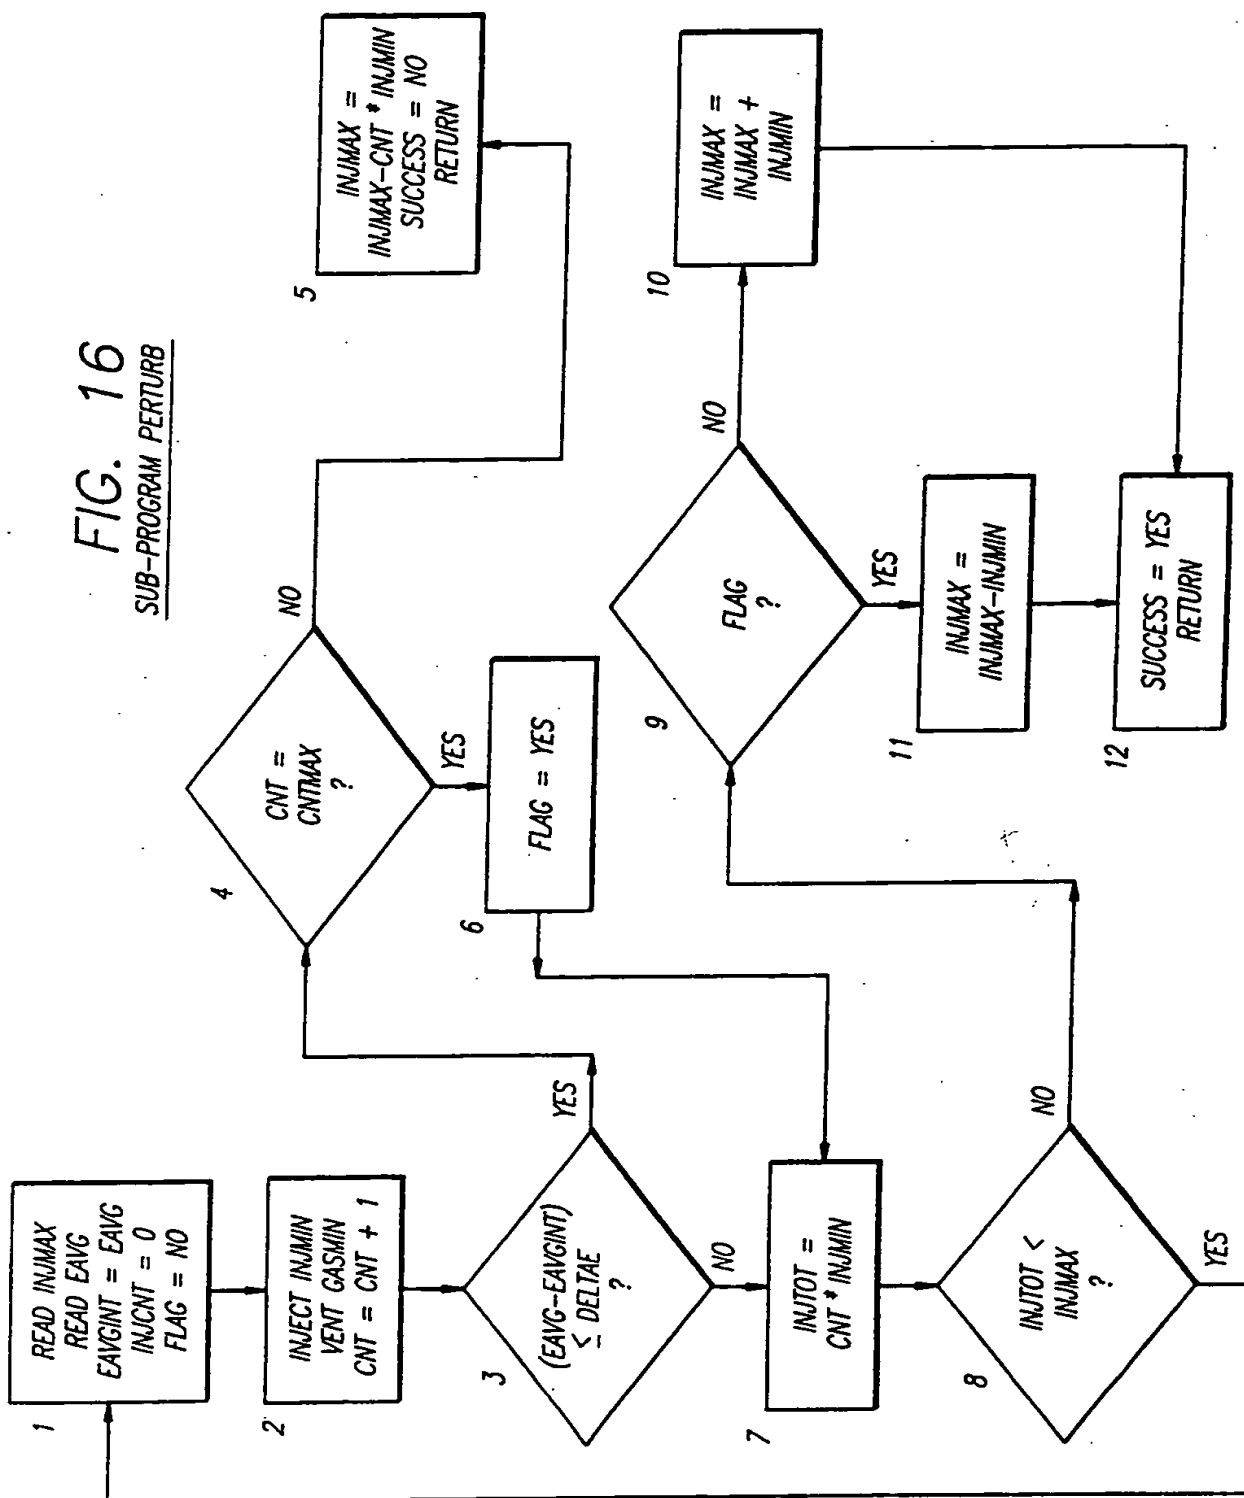 FIG. 16
SUB-PROGRAM PERTURB
1
READ INJMAX
READ EAVG
EAVGINT = EAVG
INJCNT = 0
FLAG = NO
2
INJECT INJMIN
VENT GASMIN
CNT = CNT + 1
3
(EAVG-EAVGINT)
≤ DELTAE
?
YES
NO
4
CNT =
CNTMAX
?
NO
YES
5
INJMAX =
INJMAX-CNT * INJMIN
SUCCESS = NO
RETURN
6
FLAG = YES
7
INJTOT =
CNT * INJMIN
8
INJTOT <
INJMAX
?
NO
YES
9
FLAG
?
NO
YES
10
INJMAX =
INJMAX +
INJMIN
11
INJMAX =
INJMAX-INJMIN
12
SUCCESS = YES
RETURN